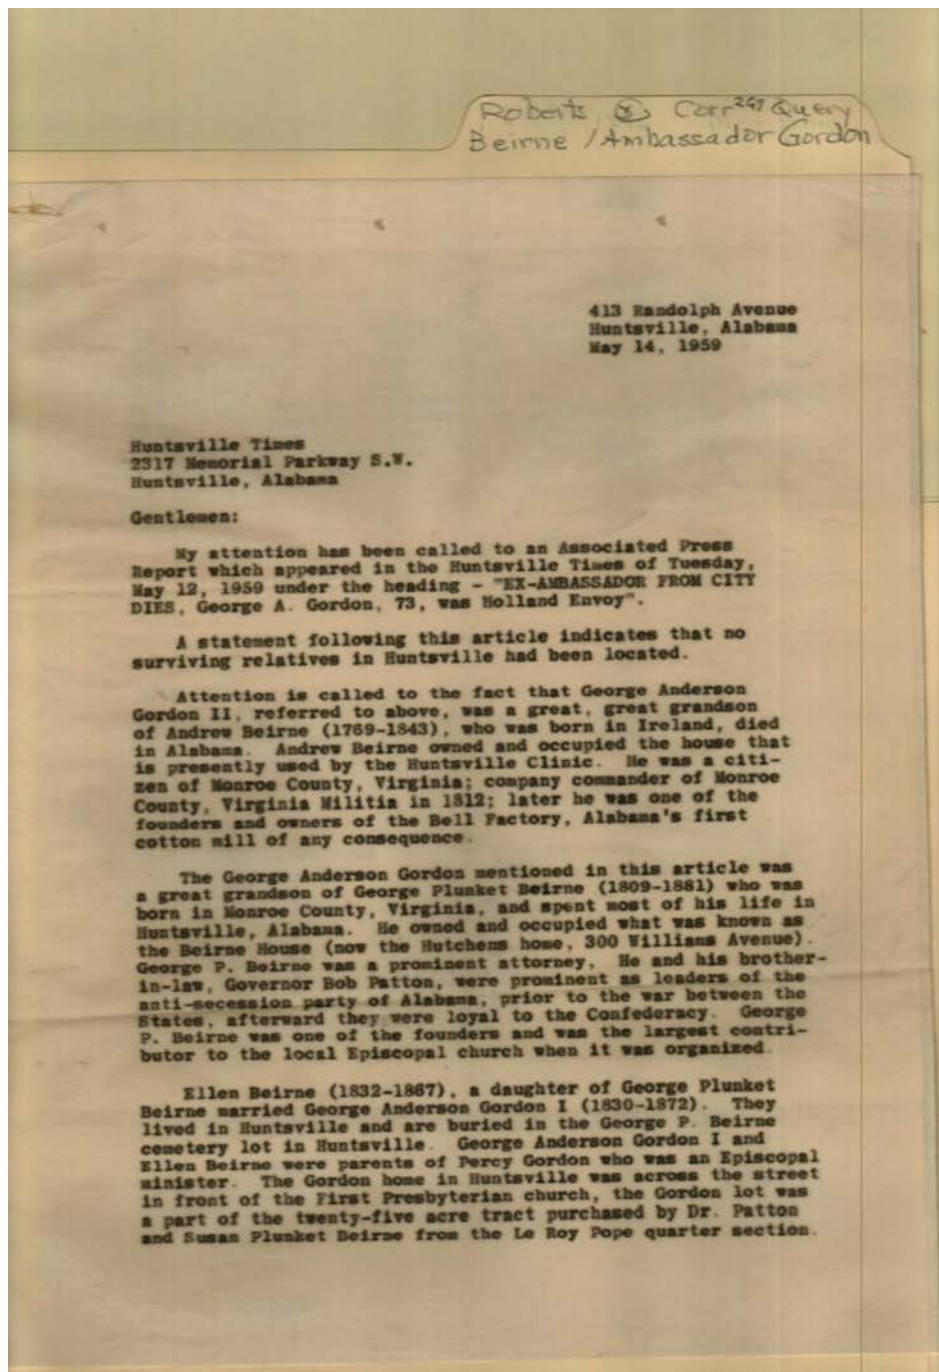 Roberts Corr 297 Query
Beirne / Ambassador Gordon
413 Randolph Avenue
Huntsville, Alabama
May 14, 1959
Huntsville Times
2317 Memorial Parkway S.W.
Huntsville, Alabama
Gentlemen:
My attention has been called to an Associated Press
Report which appeared in the Huntsville Times of Tuesday,
May 12, 1959 under the heading - "EX-AMBASSADOR FROM CITY
DIES, George A. Gordon, 73, was Holland Envoy".
A statement following this article indicates that no
surviving relatives in Huntsville had been located.
Attention is called to the fact that George Anderson
Gordon II, referred to above, was a great, great grandson
of Andrew Beirne (1769-1843), who was born in Ireland, died
in Alabama. Andrew Beirne owned and occupied the house that
is presently used by the Huntsville Clinic. He was a citi-
zen of Monroe County, Virginia; company commander of Monroe
County, Virginia Militia in 1812; later he was one of the
founders and owners of the Bell Factory, Alabama's first
cotton mill of any consequence.
The George Anderson Gordon mentioned in this article was
a great grandson of George Plunket Beirne (1809-1881) who was
born in Monroe County, Virginia, and spent most of his life in
Huntsville, Alabama. He owned and occupied what was known as
the Beirne House (now the Hutchens home, 300 Williams Avenue).
George P. Beirne was a prominent attorney. He and his brother-
in-law, Governor Bob Patton, were prominent as leaders of the
anti-secession party of Alabama, prior to the war between the
States, afterward they were loyal to the Confederacy. George
P. Beirne was one of the founders and was the largest contri-
butor to the local Episcopal church when it was organized.
Ellen Beirne (1832-1867), a daughter of George Plunket
Beirne married George Anderson Gordon I (1830-1872). They
lived in Huntsville and are buried in the George P. Beirne
cemetery lot in Huntsville. George Anderson Gordon I and
Ellen Beirne were parents of Percy Gordon who was an Episcopal
minister. The Gordon home in Huntsville was across the street
in front of the First Presbyterian church, the Gordon lot was
a part of the twenty-five acre tract purchased by Dr. Patton
and Susan Plunket Beirne from the Le Roy Pope quarter section.